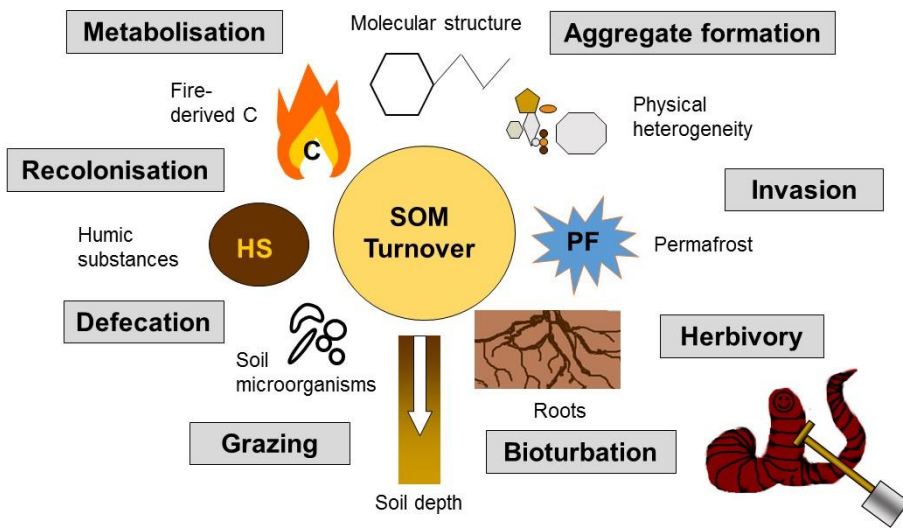 Metabolisation
Molecular structure
Aggregate formation
Fire-
derived C
C
Physical
heterogeneity
Recolonisation
Invasion
SOM
Turnover
Humic
substances
HS
PF
Permafrost
Defecation
Herbivory
Soil
microorganisms
Roots
Grazing
Bioturbation
Soil depth